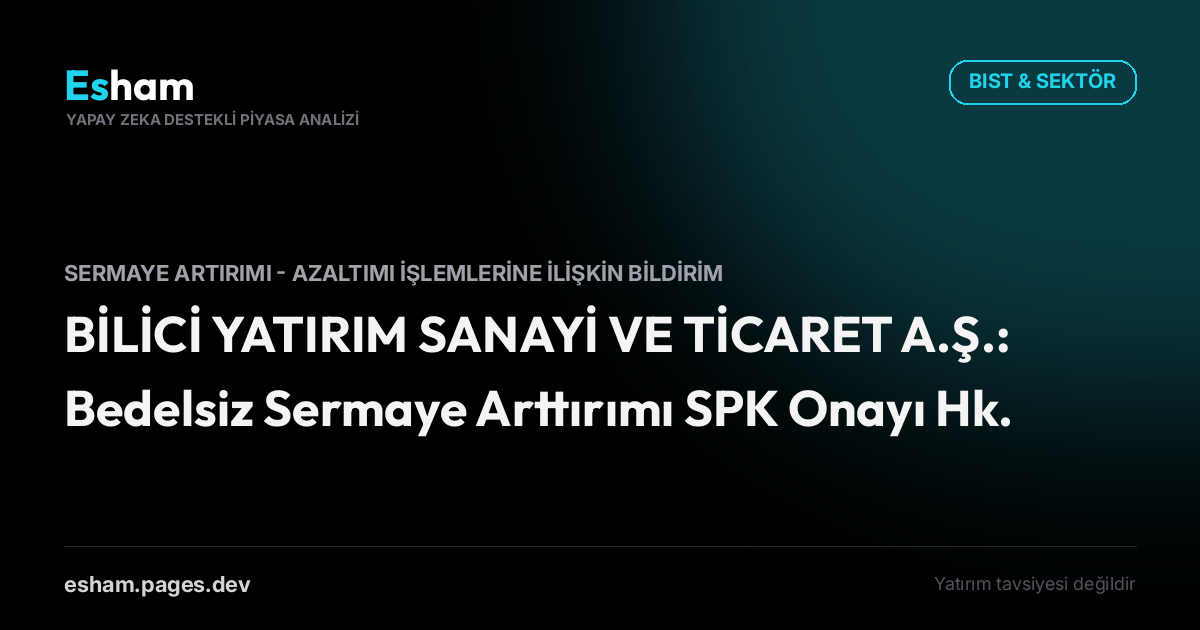 Esham
YAPAY ZEKA DESTEKLİ PİYASA ANALİZİ
BIST & SEKTÖR
SERMAYE ARTIRIMI - AZALTIMI İŞLEMLERİNE İLİŞKİN BİLDİRİM
BİLİCİ YATIRIM SANAYİ VE TİCARET A.Ş.:
Bedelsiz Sermaye Arttırımı SPK Onayı Hk.
esham.pages.dev
Yatırım tavsiyesi değildir